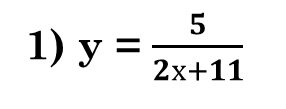 1) y = 5/(2x+11)